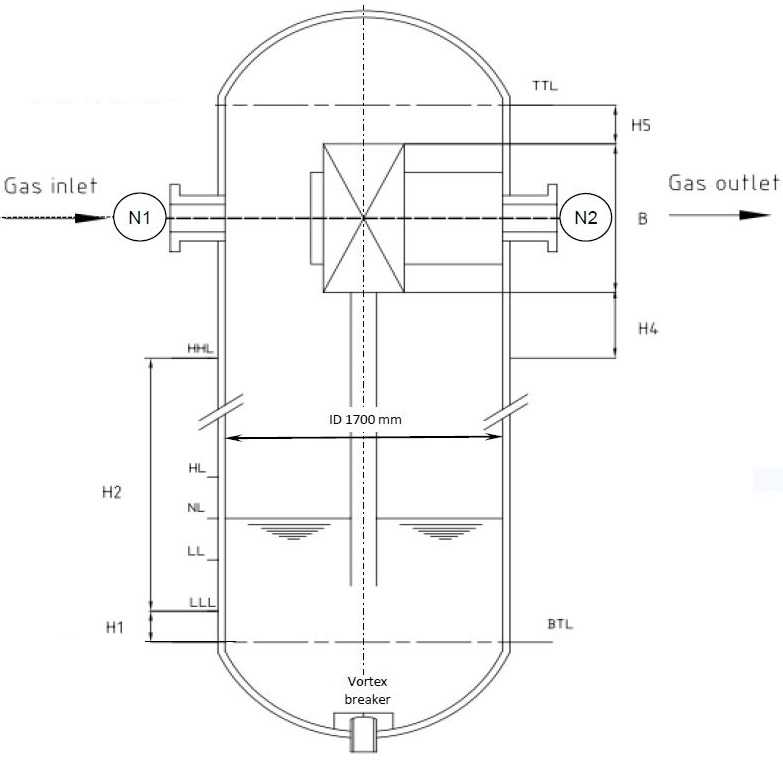 TTL
H5
Gas inlet
Gas outlet
N1
N2
B
H4
HHL
ID 1700 mm
HL
H2
NL
LL
LLL
H1
BTL
Vortex
breaker